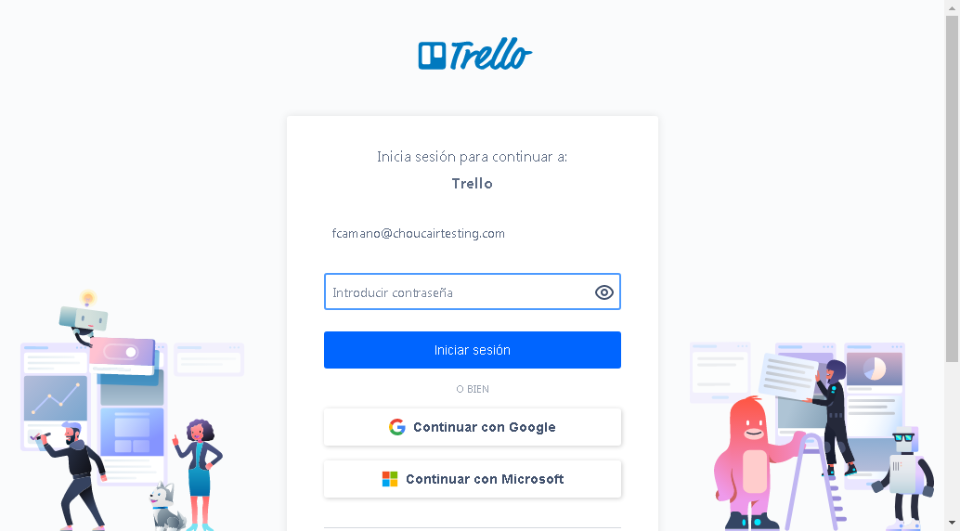 Trello
Inicia sesión para continuar a:
Trello
fcamano@choucairtesting.com
Introducir contraseña
Iniciar sesión
O BIEN
Continuar con Google
Continuar con Microsoft